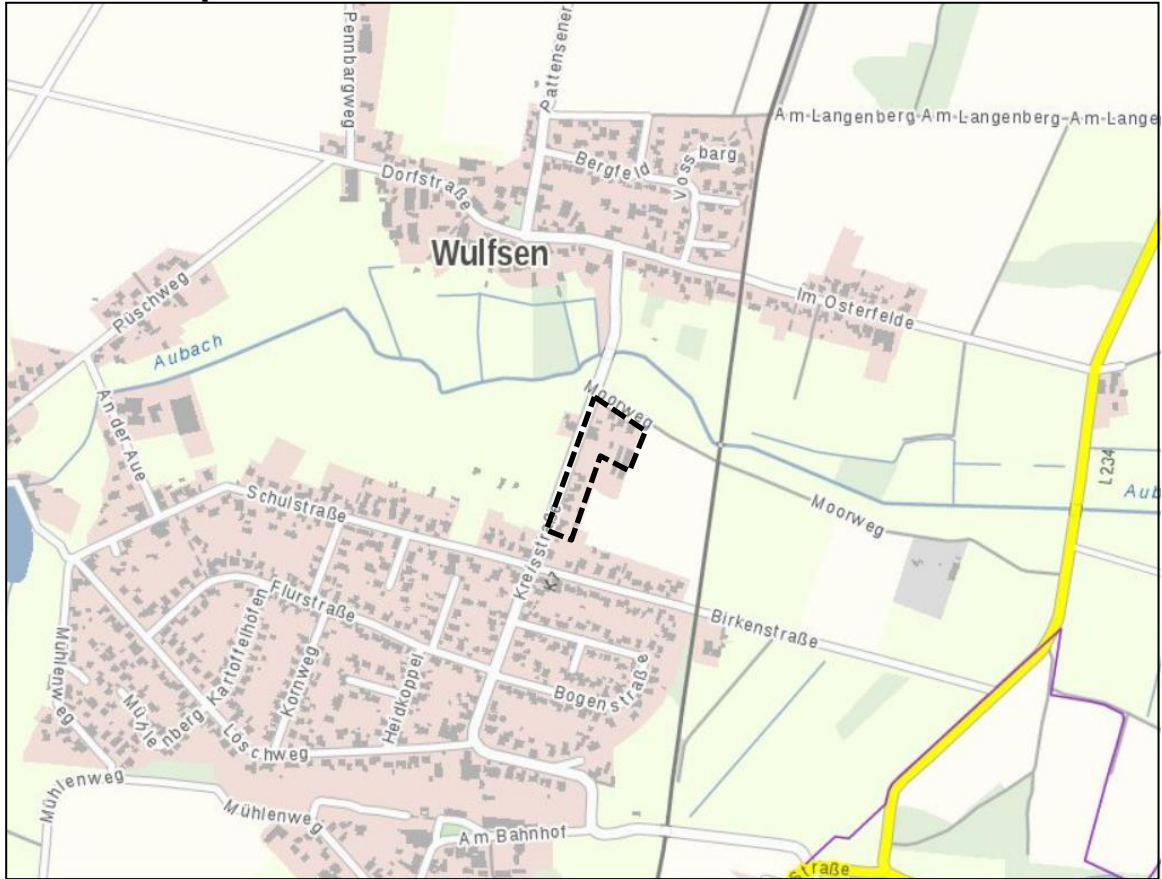 Pennbargweg
Pattensener
Am-Langenberg-Am-Langenberg-Am-Lange
Bergfeld
Vossbarg
Dorfstraße
Wulfsen
Püschweg
Im Osterfelde
Aubach
Moorweg
An der Aue
L234
Aub
Schulstraße
Kreisstraße
K7
Moorweg
Flurstraße
Birkenstraße
Kartoffelhöfen
Kornweg
Heidkoppel
Bogenstraße
Mühlenweg
Mühlenberg
Löschweg
Mühlenweg
Mühlenweg
Am Bahnhof
Straße